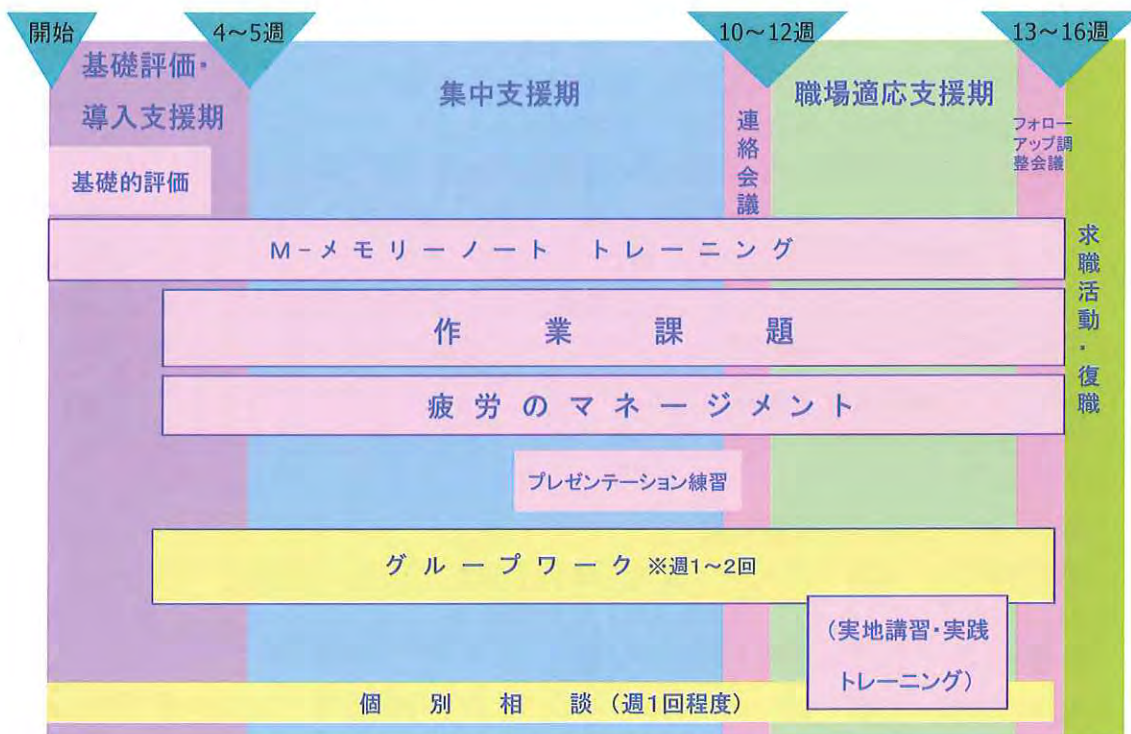 開始
4～5週
10～12週
13～16週
基礎評価・
導入支援期
集中支援期
連絡会議
職場適応支援期
フォロー
アップ調
整会議
基礎的評価
M-メモリーノート トレーニング
作業課題
疲労のマネージメント
プレゼンテーション練習
グループワーク ※週1～2回
(実地講習・実践
トレーニング)
個別相談(週1回程度)
求職活動・復職